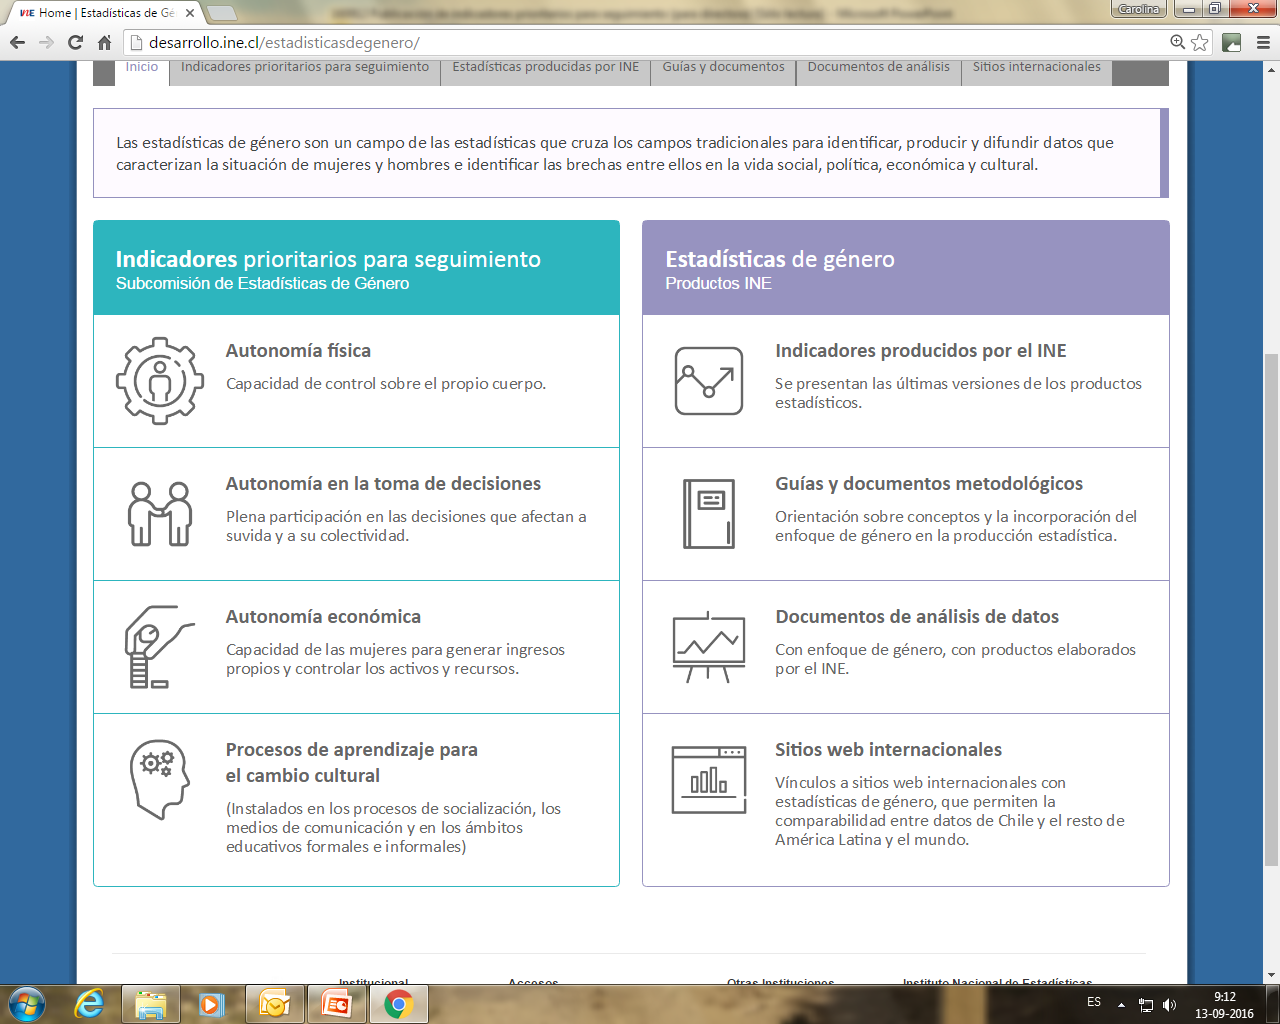 VIE Home | Estadísticas de Gé
Carolina
desarrollo.ine.cl/estadisticasdegenero/
Inicio
Indicadores prioritarios para seguimiento
Estadísticas producidas por INE
Guías y documentos
Documentos de análisis
Sitios internacionales
Las estadísticas de género son un campo de las estadísticas que cruza los campos tradicionales para identificar, producir y difundir datos que
caracterizan la situación de mujeres y hombres e identificar las brechas entre ellos en la vida social, política, económica y cultural.
Indicadores prioritarios para seguimiento
Subcomisión de Estadísticas de Género
Autonomía física
Capacidad de control sobre el propio cuerpo.
Autonomía en la toma de decisiones
Plena participación en las decisiones que afectan a
suvida y a su colectividad.
Autonomía económica
Capacidad de las mujeres para generar ingresos
propios y controlar los activos y recursos.
Procesos de aprendizaje para
el cambio cultural
(Instalados en los procesos de socialización, los
medios de comunicación y en los ámbitos
educativos formales e informales)
Estadísticas de género
Productos INE
Indicadores producidos por el INE
Se presentan las últimas versiones de los productos
estadísticos.
Guías y documentos metodológicos
Orientación sobre conceptos y la incorporación del
enfoque de género en la producción estadística.
Documentos de análisis de datos
Con enfoque de género, con productos elaborados
por el INE.
Sitios web internacionales
Vínculos a sitios web internacionales con
estadísticas de género, que permiten la
comparabilidad entre datos de Chile y el resto de
América Latina y el mundo.
Institucional
Accesos
Otras Instituciones
Instituto Nacional de Estadísticas
ES
9:12
13-09-2016